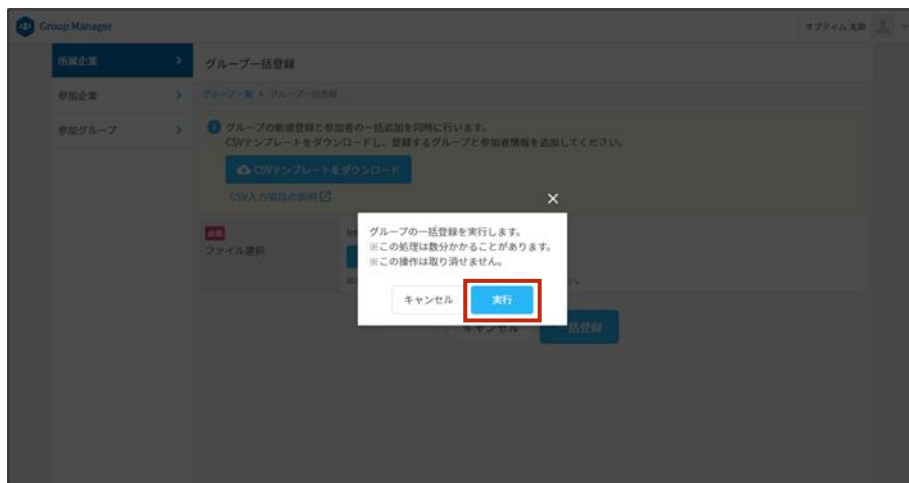 Group Manager
オプティム 太郎
所属企業
参加企業
参加グループ
グループ一括登録
グループ一覧 グループ一括登録
グループの新規登録と参加者の一括追加を同時に行います。
CSVテンプレートをダウンロードし、登録するグループと参加者情報を追加してください。
CSVテンプレートをダウンロード
CSV入力項目の説明
必須
ファイル選択
グループの一括登録を実行します。
※この処理は数分かかることがあります。
※この操作は取り消せません。
キャンセル 実行
キャンセル 一括登録